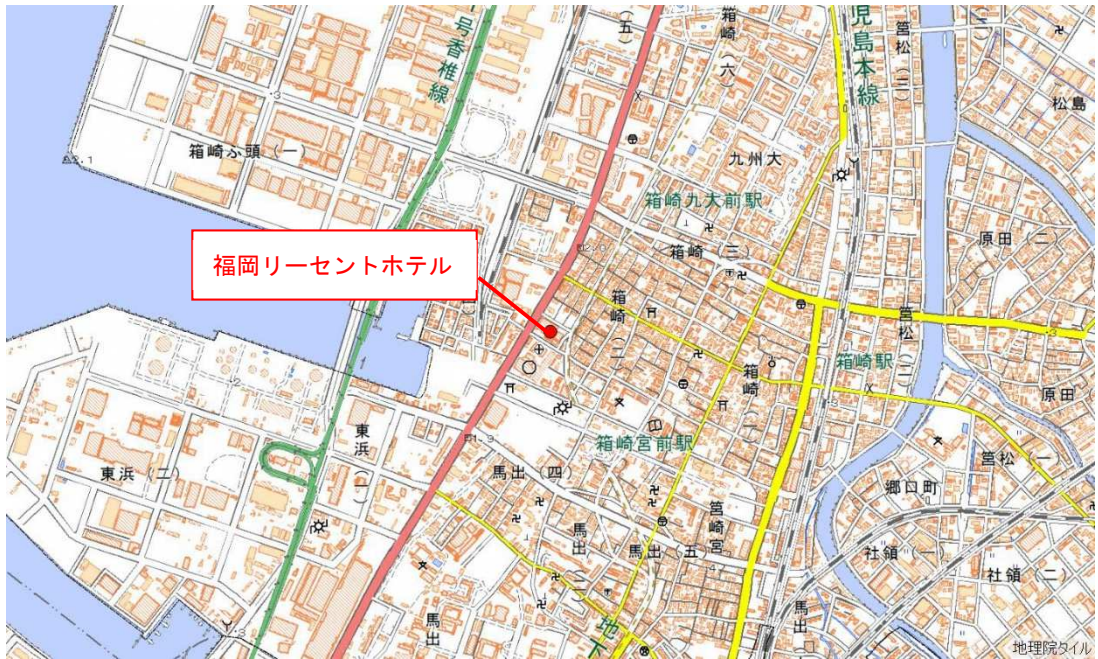 号香椎線
(五)
箱崎(六)
児島本線
筥松(三)
松島
箱崎ふ頭(一)
九州大
箱崎九大前駅
箱崎(三)
原田(二)
福岡リーセントホテル
箱崎(二)
箱崎(一)
筥松(二)
箱崎駅
原田
東浜(一)
東浜(二)
箱崎宮前駅
馬出(四)
筥崎宮
筥松(一)
郷口町
馬出(五)
馬出(二)
社領(一)
社領(二)
馬出
馬出
地下
地理院タイル